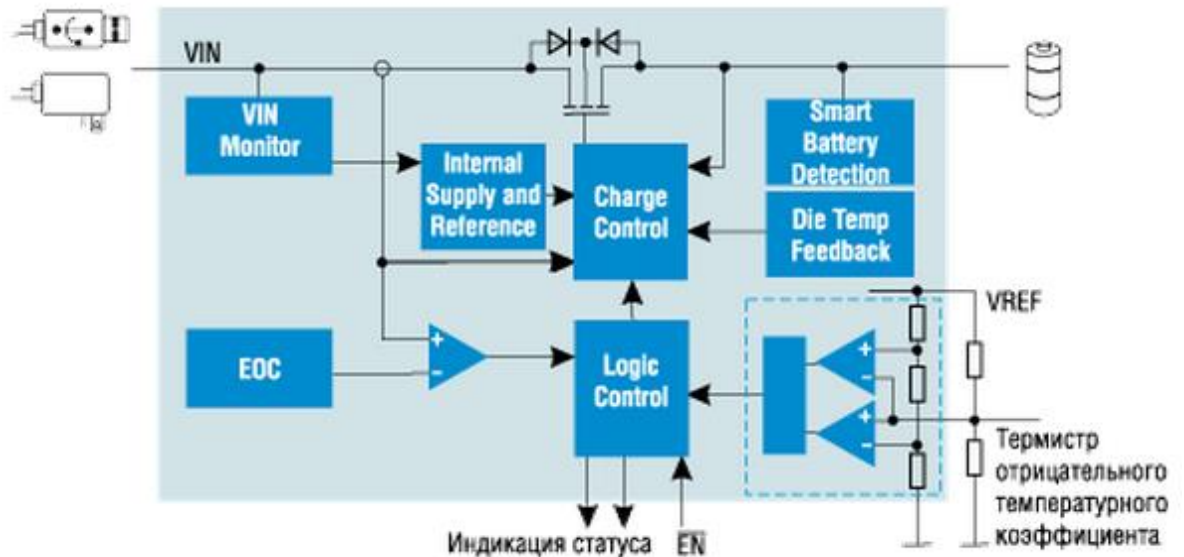 VIN
VIN
Monitor
Internal
Supply and
Reference
Charge
Control
Smart
Battery
Detection
Die Temp
Feedback
VREF
EOC
+
−
Logic
Control
+
−
+
−
Термистр
отрицательного
температурного
коэффициента
Индикация статуса
EN